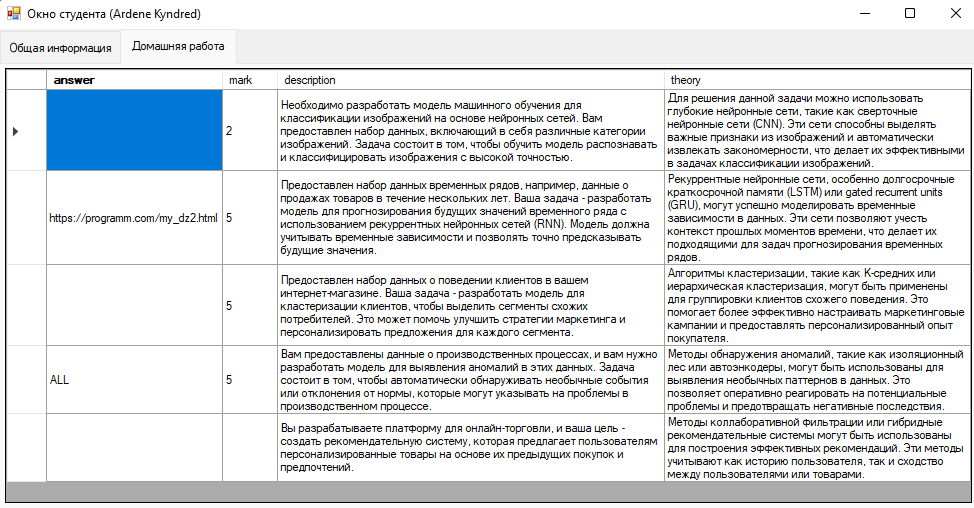 Окно студента (Ardene Kyndred)
Общая информация
Домашняя работа
answer
mark
description
theory
2
Необходимо разработать модель машинного обучения для
классификации изображений на основе нейронных сетей. Вам
предоставлен набор данных, включающий в себя различные категории
изображений. Задача состоит в том, чтобы обучить модель распознавать
и классифицировать изображения с высокой точностью.
Для решения данной задачи можно использовать
глубокие нейронные сети, такие как сверточные
нейронные сети (CNN). Эти сети способны выделять
важные признаки из изображений и автоматически
извлекать закономерности, что делает их эффективными
в задачах классификации изображений.
https://programm.com/my_dz2.html
5
Предоставлен набор данных временных рядов, например, данные о
продажах товаров в течение нескольких лет. Ваша задача - разработать
модель для прогнозирования будущих значений временного ряда с
использованием рекуррентных нейронных сетей (RNN). Модель должна
учитывать временные зависимости и позволять точно предсказывать
будущие значения.
Рекуррентные нейронные сети, особенно долгосрочные
краткосрочной памяти (LSTM) или gated recurrent units
(GRU), могут успешно моделировать временные
зависимости в данных. Эти сети позволяют учесть
контекст прошлых моментов времени, что делает их
подходящими для задач прогнозирования временных
рядов.
5
Предоставлен набор данных о поведении клиентов в вашем
интернет-магазине. Ваша задача - разработать модель для
кластеризации клиентов, чтобы выделить сегменты схожих
потребителей. Это может помочь улучшить стратегии маркетинга и
персонализировать предложения для каждого сегмента.
Алгоритмы кластеризации, такие как K-средних или
иерархическая кластеризация, могут быть применены
для группировки клиентов схожего поведения. Это
помогает более эффективно настраивать маркетинговые
кампании и предоставлять персонализированный опыт
покупателя.
ALL
5
Вам предоставлены данные о производственных процессах, и вам нужно
разработать модель для выявления аномалий в этих данных. Задача
состоит в том, чтобы автоматически обнаруживать необычные события
или отклонения от нормы, которые могут указывать на проблемы в
производственном процессе.
Методы обнаружения аномалий, такие как изоляционный
лес или автоэнкодеры, могут быть использованы для
выявления необычных паттернов в данных. Это
позволяет оперативно реагировать на потенциальные
проблемы и предотвращать негативные последствия.
Вы разрабатываете платформу для онлайн-торговли, и ваша цель -
создать рекомендательную систему, которая предлагает пользователям
персонализированные товары на основе их предыдущих покупок и
предпочтений.
Методы коллаборативной фильтрации или гибридные
рекомендательные системы могут быть использованы
для построения эффективных рекомендаций. Эти методы
учитывают как историю пользователя, так и сходство
между пользователями или товарами.